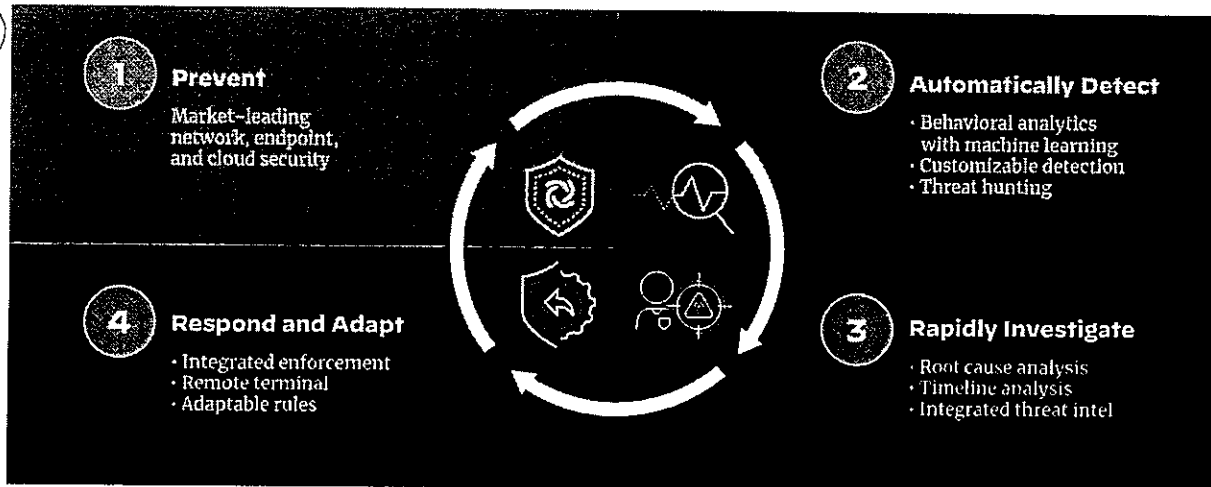 1
Prevent
Market-leading
network, endpoint,
and cloud security
2
Automatically Detect
· Behavioral analytics
with machine learning
· Customizable detection
· Threat hunting
4
Respond and Adapt
· Integrated enforcement
· Remote terminal
· Adaptable rules
3
Rapidly Investigate
· Root cause analysis
· Timeline analysis
· Integrated threat intel